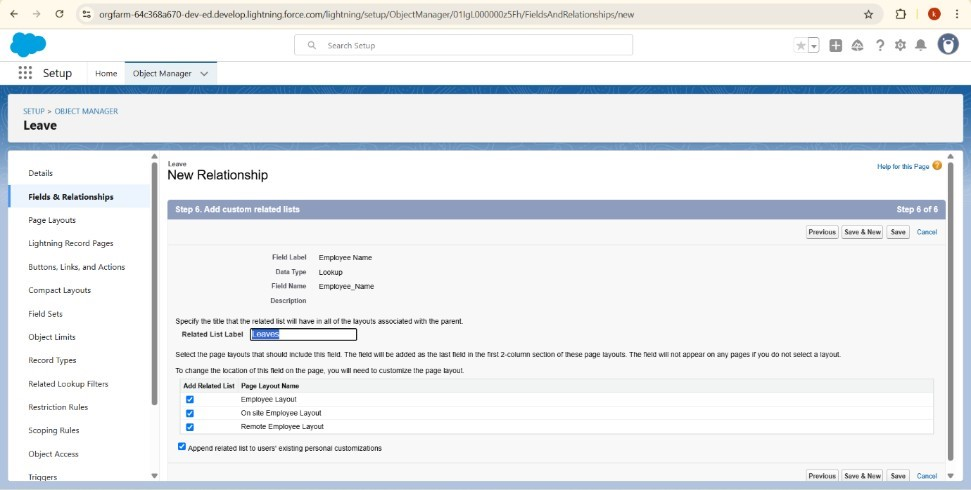 orgfarm-64c368a670-dev-ed.develop.lightning.force.com/lightning/setup/ObjectManager/01IgL000000z5Fh/FieldsAndRelationships/new
k
Search Setup
Setup
Home
Object Manager
SETUP > OBJECT MANAGER
Leave
Details
Fields & Relationships
Page Layouts
Lightning Record Pages
Buttons, Links, and Actions
Compact Layouts
Field Sets
Object Limits
Record Types
Related Lookup Filters
Restriction Rules
Scoping Rules
Object Access
Triggers
Leave
New Relationship
Help for this Page ?
Step 6. Add custom related lists Step 6 of 6
Previous Save & New Save Cancel
Field Label Employee Name
Data Type Lookup
Field Name Employee_Name
Description
Specify the title that the related list will have in all of the layouts associated with the parent.
Related List Label Leaves
Select the page layouts that should include this field. The field will be added as the last field in the first 2-column section of these page layouts. The field will not appear on any pages if you do not select a layout.
To change the location of this field on the page, you will need to customize the page layout.
Add Related List Page Layout Name
Employee Layout
On site Employee Layout
Remote Employee Layout
Append related list to users' existing personal customizations
Previous Save & New Save Cancel